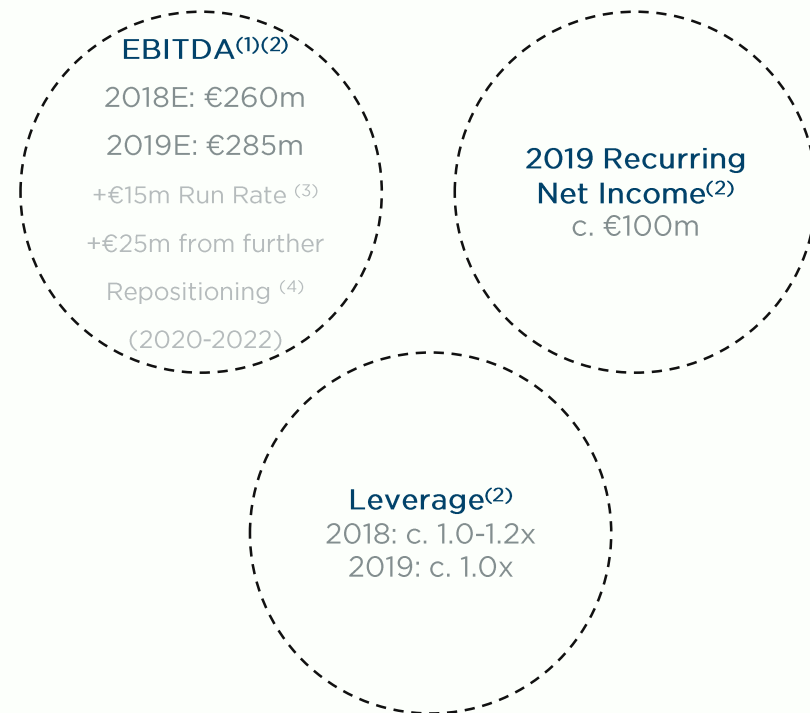 EBITDA(1)(2)
2018E: €260m
2019E: €285m
+€15m Run Rate (3)
+€25m from further
Repositioning (4)
(2020-2022)
2019 Recurring
Net Income(2)
c. €100m
Leverage(2)
2018: c. 1.0-1.2x
2019: c. 1.0x